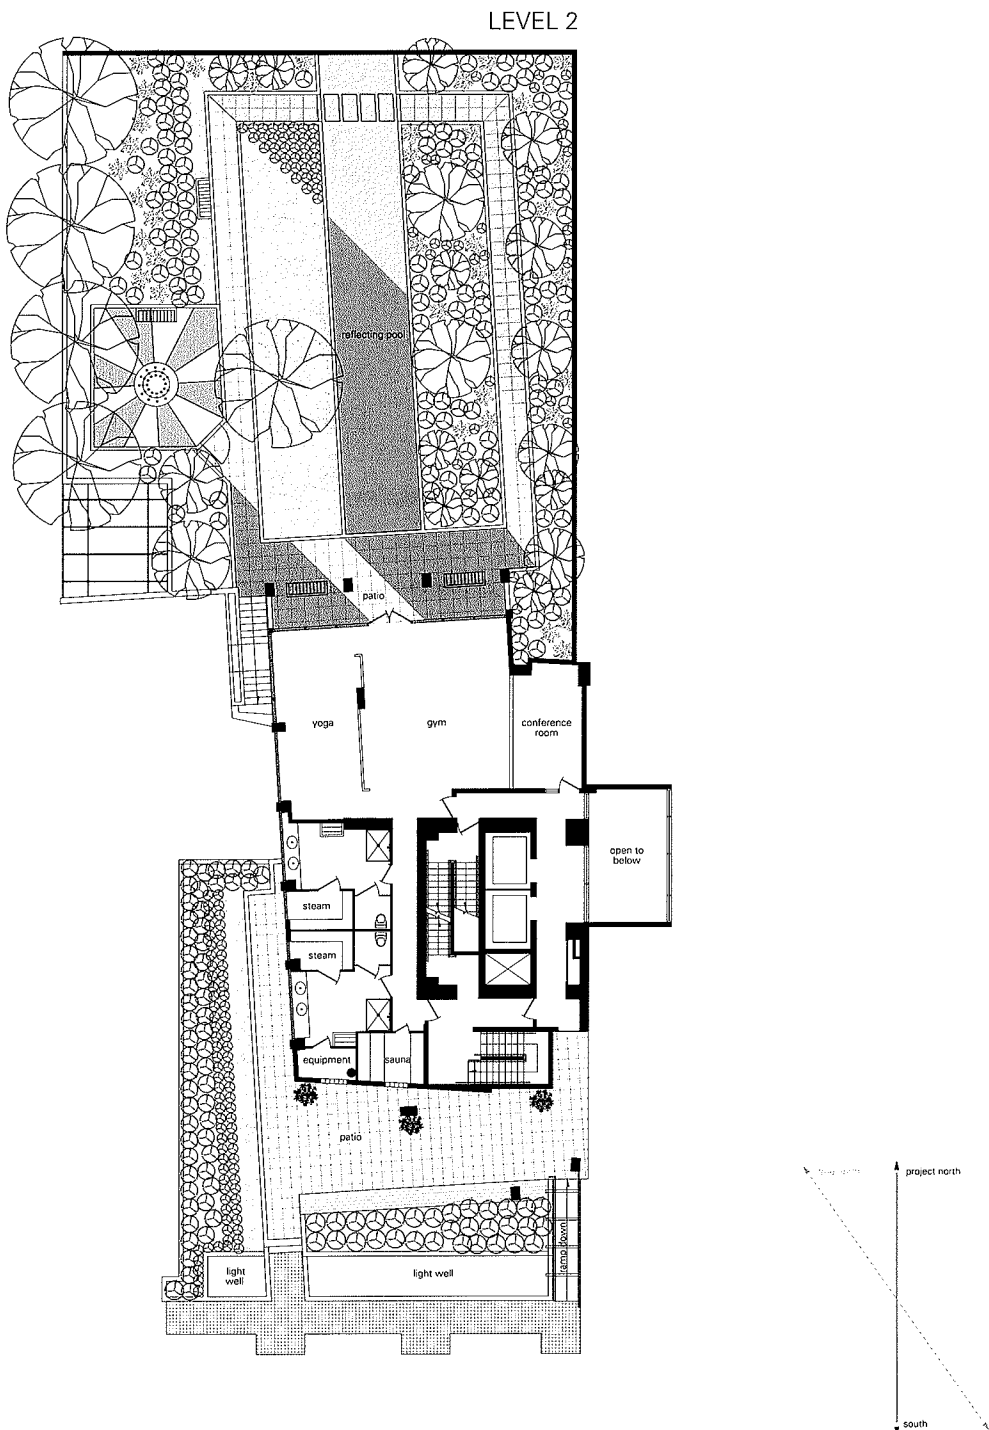 LEVEL 2
reflecting pool
patio
yoga
gym
conference
room
open to
below
steam
steam
equipment
sauna
patio
project north
ramp down
light
well
light well
south